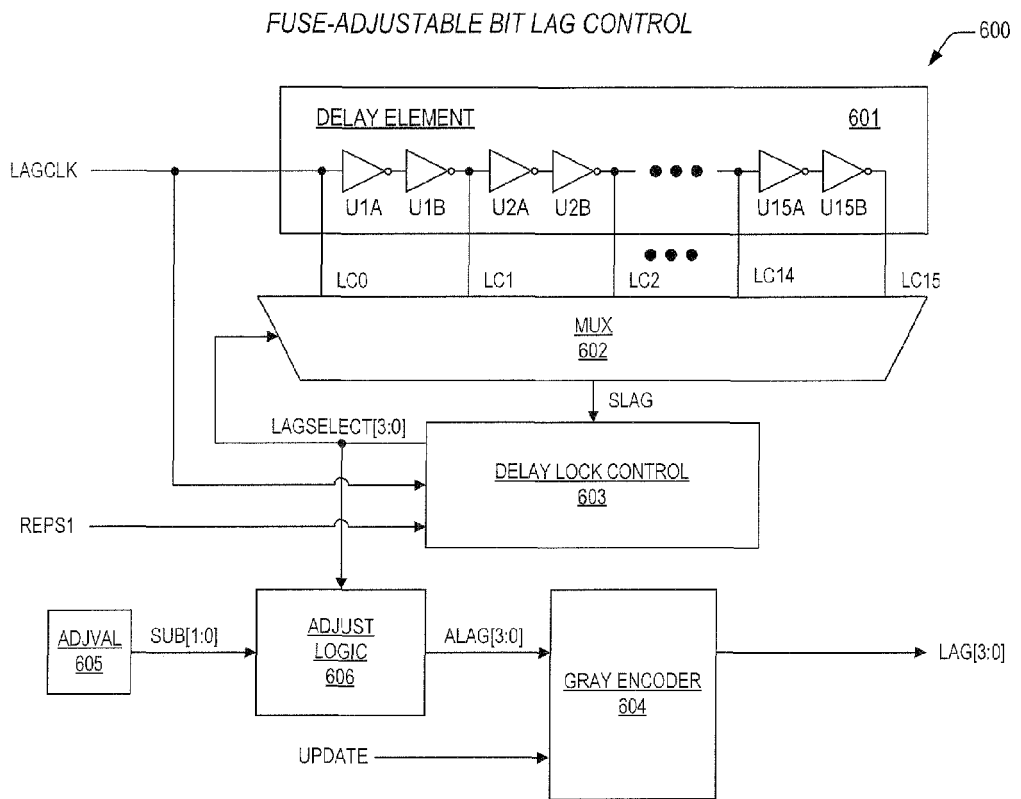 FUSE-ADJUSTABLE BIT LAG CONTROL
600
DELAY ELEMENT
601
LAGCLK
U1A
U1B
U2A
U2B
U15A
U15B
LC0
LC1
LC2
LC14
LC15
MUX
602
SLAG
LAGSELECT[3:0]
DELAY LOCK CONTROL
603
REPS1
ADJVAL
605
SUB[1:0]
ADJUST
LOGIC
606
ALAG[3:0]
GRAY ENCODER
604
LAG[3:0]
UPDATE